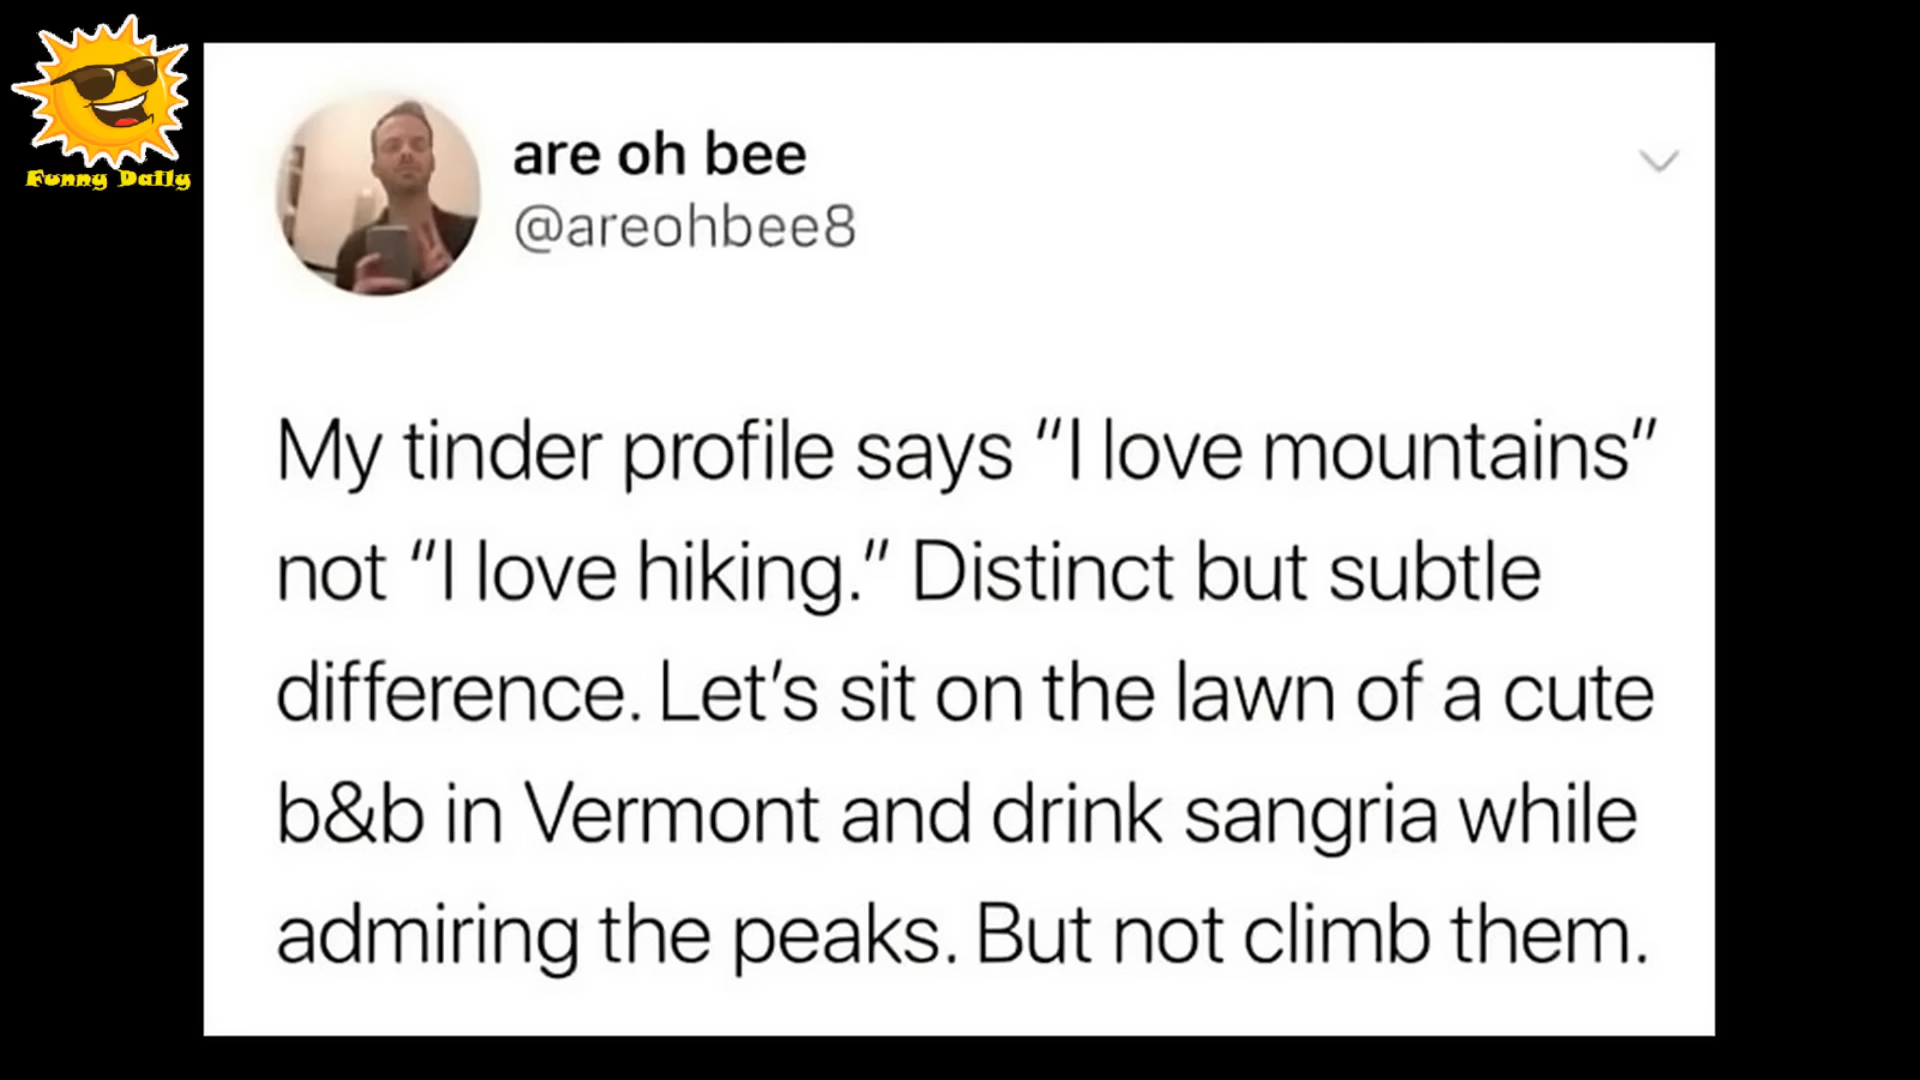 Funny Daily
are oh bee
@areohbee8
My tinder profile says "I love mountains"
not "I love hiking." Distinct but subtle
difference. Let's sit on the lawn of a cute
b&b in Vermont and drink sangria while
admiring the peaks. But not climb them.